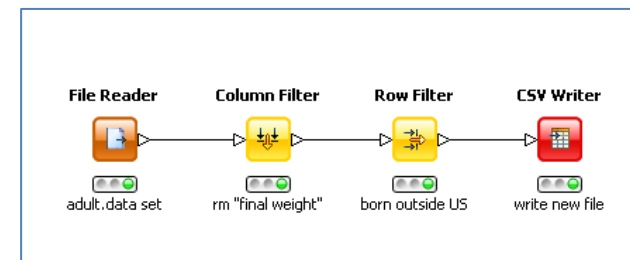 File Reader
Column Filter
Row Filter
CSV Writer
adult.data set
rm "final weight"
born outside US
write new file